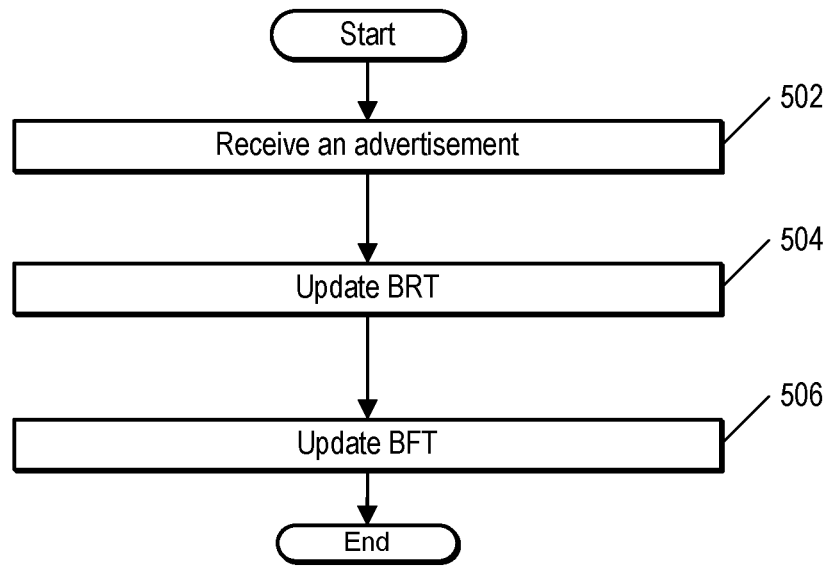 Start
502
Receive an advertisement
504
Update BRT
506
Update BFT
End